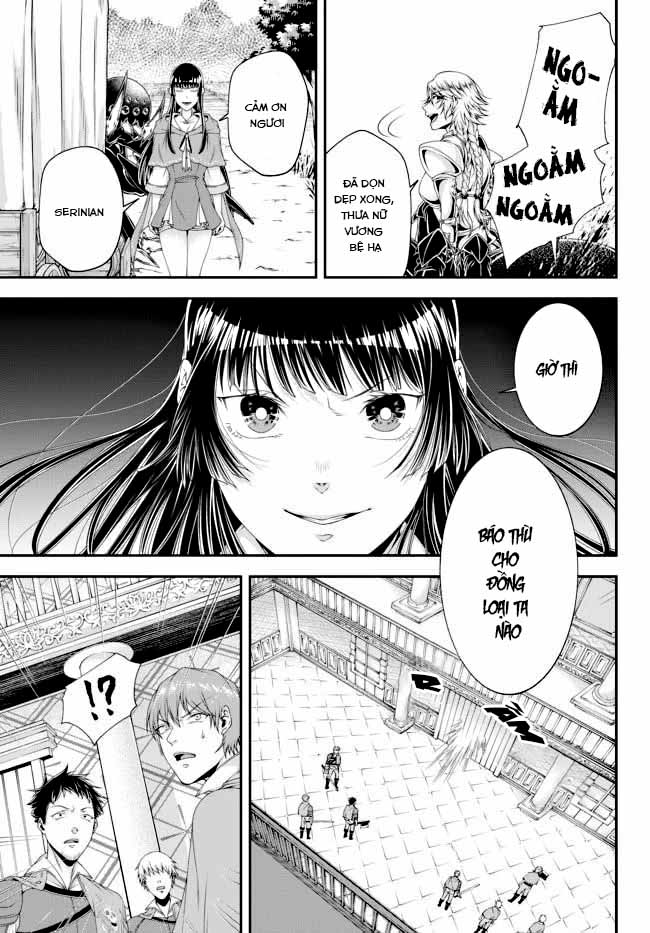 NGO-
ẰM
NGOẰM
NGOẰM
ĐÃ DỌN
DẸP XONG,
THƯA NỮ
VƯƠNG
BỆ HẠ
CẢM ƠN
NGƯƠI
SERINIAN
GIỜ THÌ
BÁO THÙ
CHO
ĐỒNG
LOẠI TA
NÀO
RẦM
!?